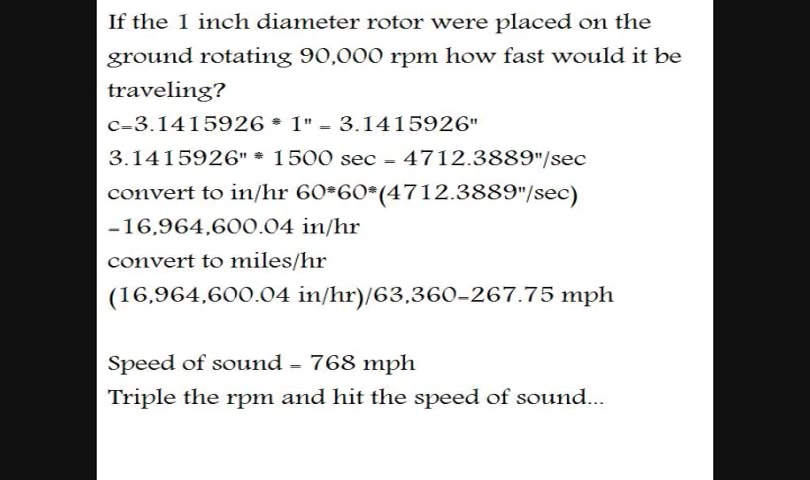 If the 1 inch diameter rotor were placed on the
ground rotating 90,000 rpm how fast would it be
traveling?
c=3.1415926 * 1" = 3.1415926"
3.1415926" * 1500 sec = 4712.3889"/sec
convert to in/hr 60*60*(4712.3889"/sec)
=16,964,600.04 in/hr
convert to miles/hr
(16,964,600.04 in/hr)/63,360=267.75 mph
Speed of sound = 768 mph
Triple the rpm and hit the speed of sound...